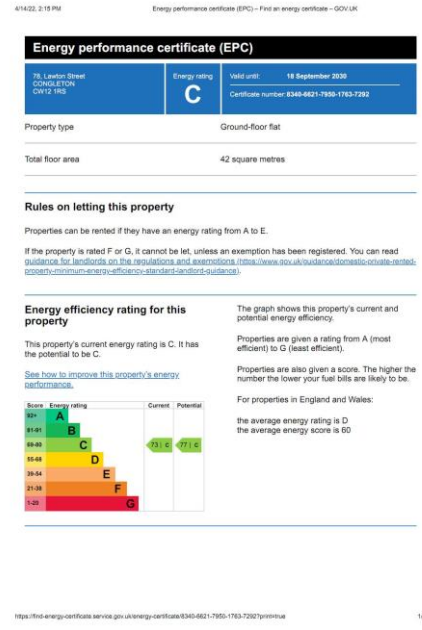 4/14/22, 2:15 PM Energy performance certificate (EPC) – Find an energy certificate – GOV.UK
Energy performance certificate (EPC)
78, Lawton Street
CONGLETON
CW12 1RS
Energy rating
C
Valid until: 18 September 2030
Certificate number: 8340-6621-7950-1763-7292
Property type Ground-floor flat
Total floor area 42 square metres
Rules on letting this property
Properties can be rented if they have an energy rating from A to E.
If the property is rated F or G, it cannot be let, unless an exemption has been registered. You can read
guidance for landlords on the regulations and exemptions (https://www.gov.uk/guidance/domestic-private-rented-
property-minimum-energy-efficiency-standard-landlord-guidance).
Energy efficiency rating for this
property
This property's current energy rating is C. It has
the potential to be C.
See how to improve this property's energy
performance.
Score Energy rating Current Potential
92+ A
81-91 B
69-80 C 73 | C 77 | C
55-68 D
39-54 E
21-38 F
1-20 G
The graph shows this property's current and
potential energy efficiency.
Properties are given a rating from A (most
efficient) to G (least efficient).
Properties are also given a score. The higher the
number the lower your fuel bills are likely to be.
For properties in England and Wales:
the average energy rating is D
the average energy score is 60
https://find-energy-certificate.service.gov.uk/energy-certificate/8340-6621-7950-1763-7292?print=true 1/